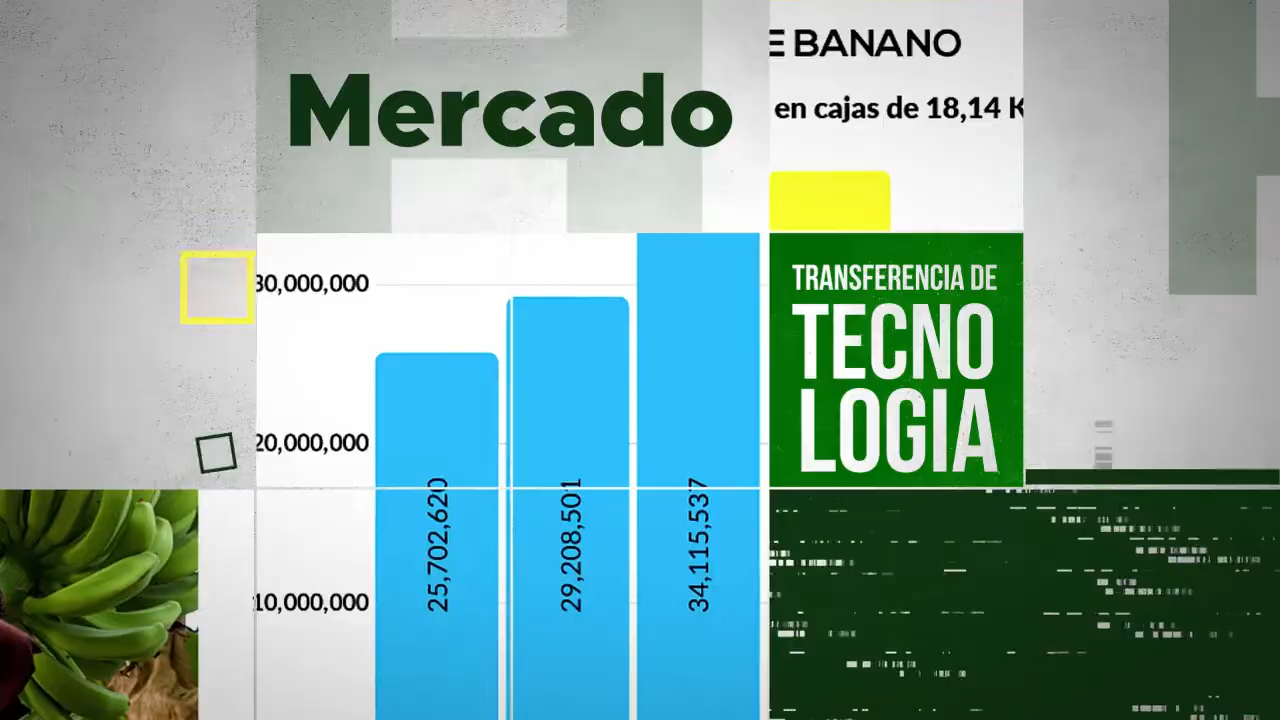 E BANANO
Mercado
en cajas de 18,14 K
30,000,000
20,000,000
10,000,000
25,702,620
29,208,501
34,115,537
TRANSFERENCIA DE
TECNO
LOGIA